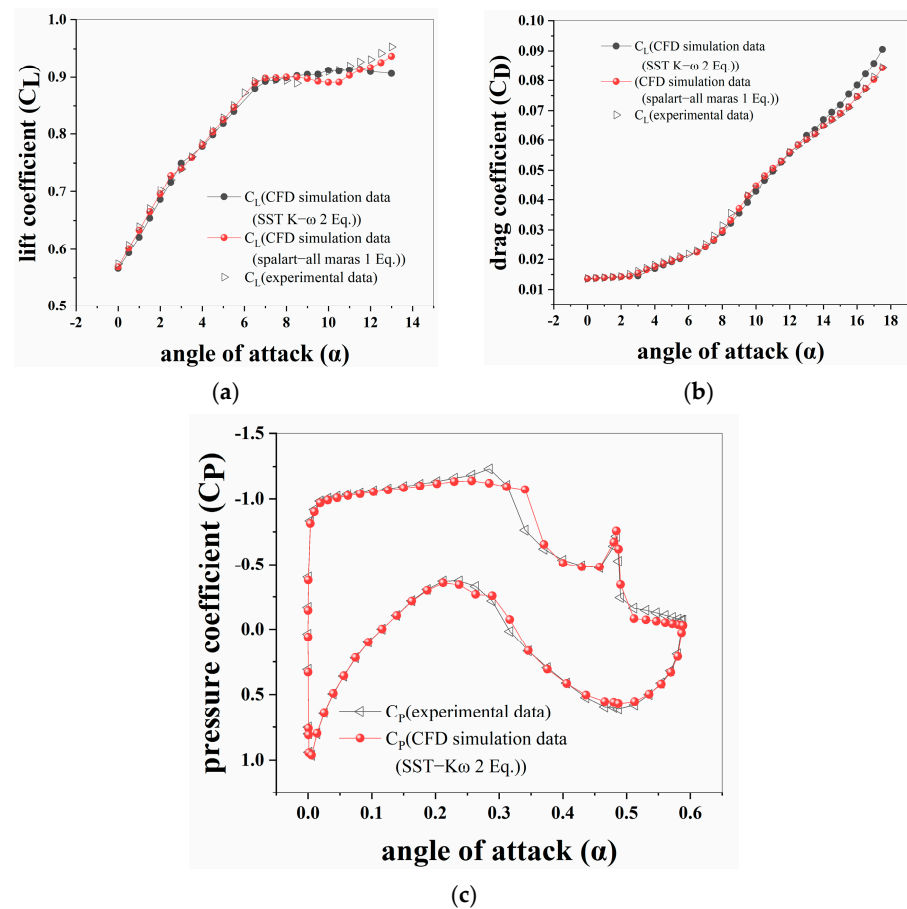 1.0
0.9
0.8
0.7
0.6
0.5
-2 0 2 4 6 8 10 12 14
lift coefficient (CL)
angle of attack (α)
CL(CFD simulation data
(SST K−ω 2 Eq.))
CL(CFD simulation data
(spalart−all maras 1 Eq.))
CL(experimental data)
(a)
0.10
0.09
0.08
0.07
0.06
0.05
0.04
0.03
0.02
0.01
-2 0 2 4 6 8 10 12 14 16 18
drag coefficient (CD)
angle of attack (α)
CL(CFD simulation data
(SST K−ω 2 Eq.))
(CFD simulation data
(spalart−all maras 1 Eq.))
CL(experimental data)
(b)
-1.5
-1.0
-0.5
0.0
0.5
1.0
0.0 0.1 0.2 0.3 0.4 0.5 0.6
pressure coefficient (CP)
angle of attack (α)
CP(experimental data)
CP(CFD simulation data
(SST−Kω 2 Eq.))
(c)